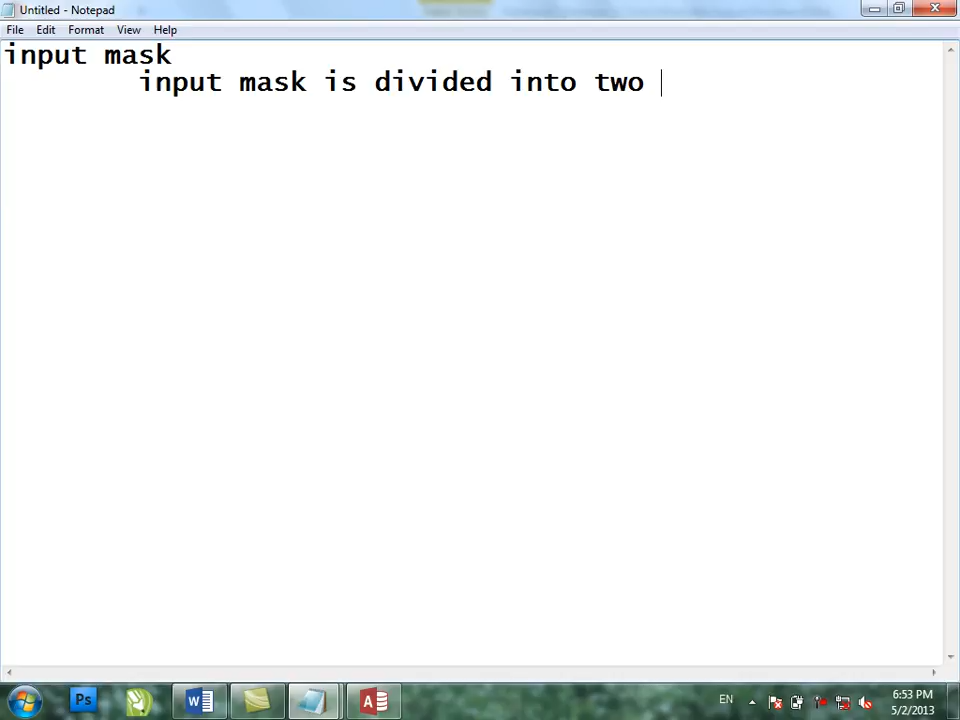 Untitled - Notepad
File Edit Format View Help
input mask
input mask is divided into two
Ps
EN
6:53 PM
5/2/2013